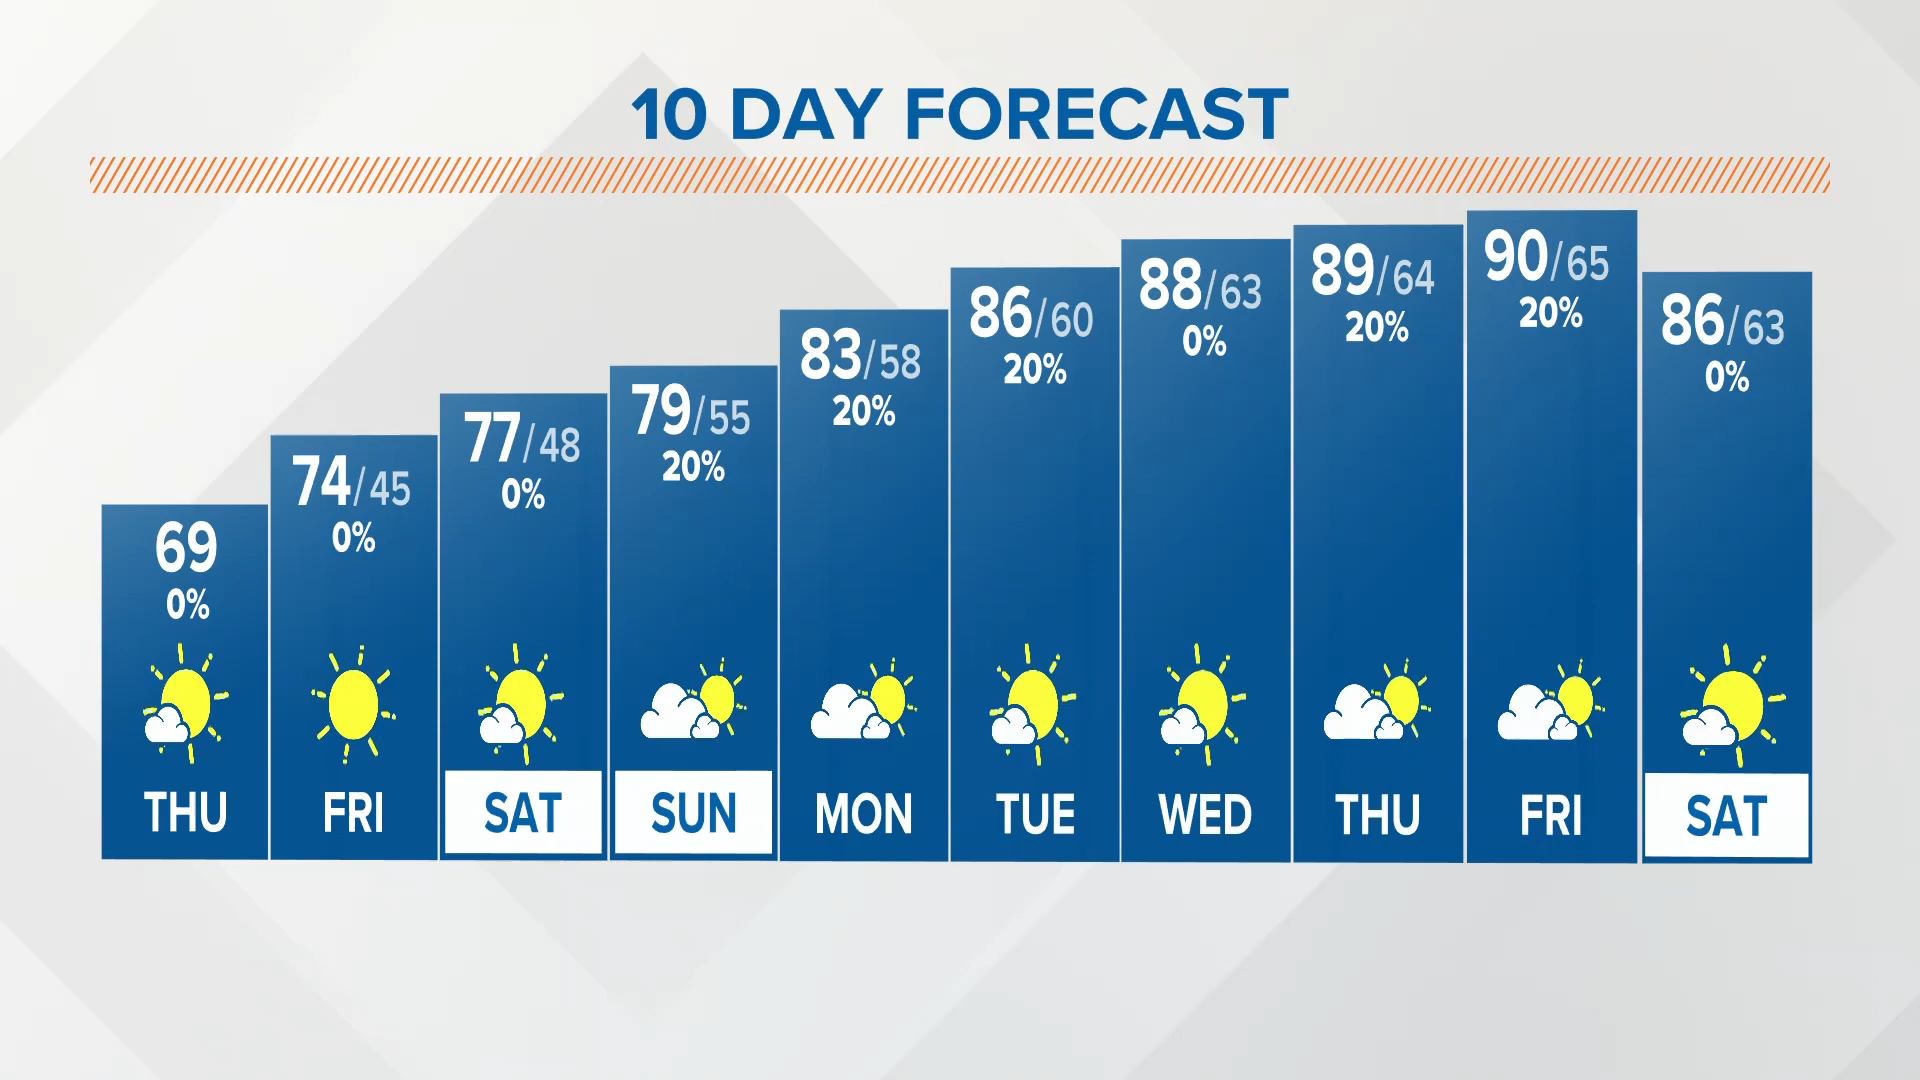 10 DAY FORECAST
69
0%
THU
74/45
0%
FRI
77/48
0%
SAT
79/55
20%
SUN
83/58
20%
MON
86/60
20%
TUE
88/63
0%
WED
89/64
20%
THU
90/65
20%
FRI
86/63
0%
SAT